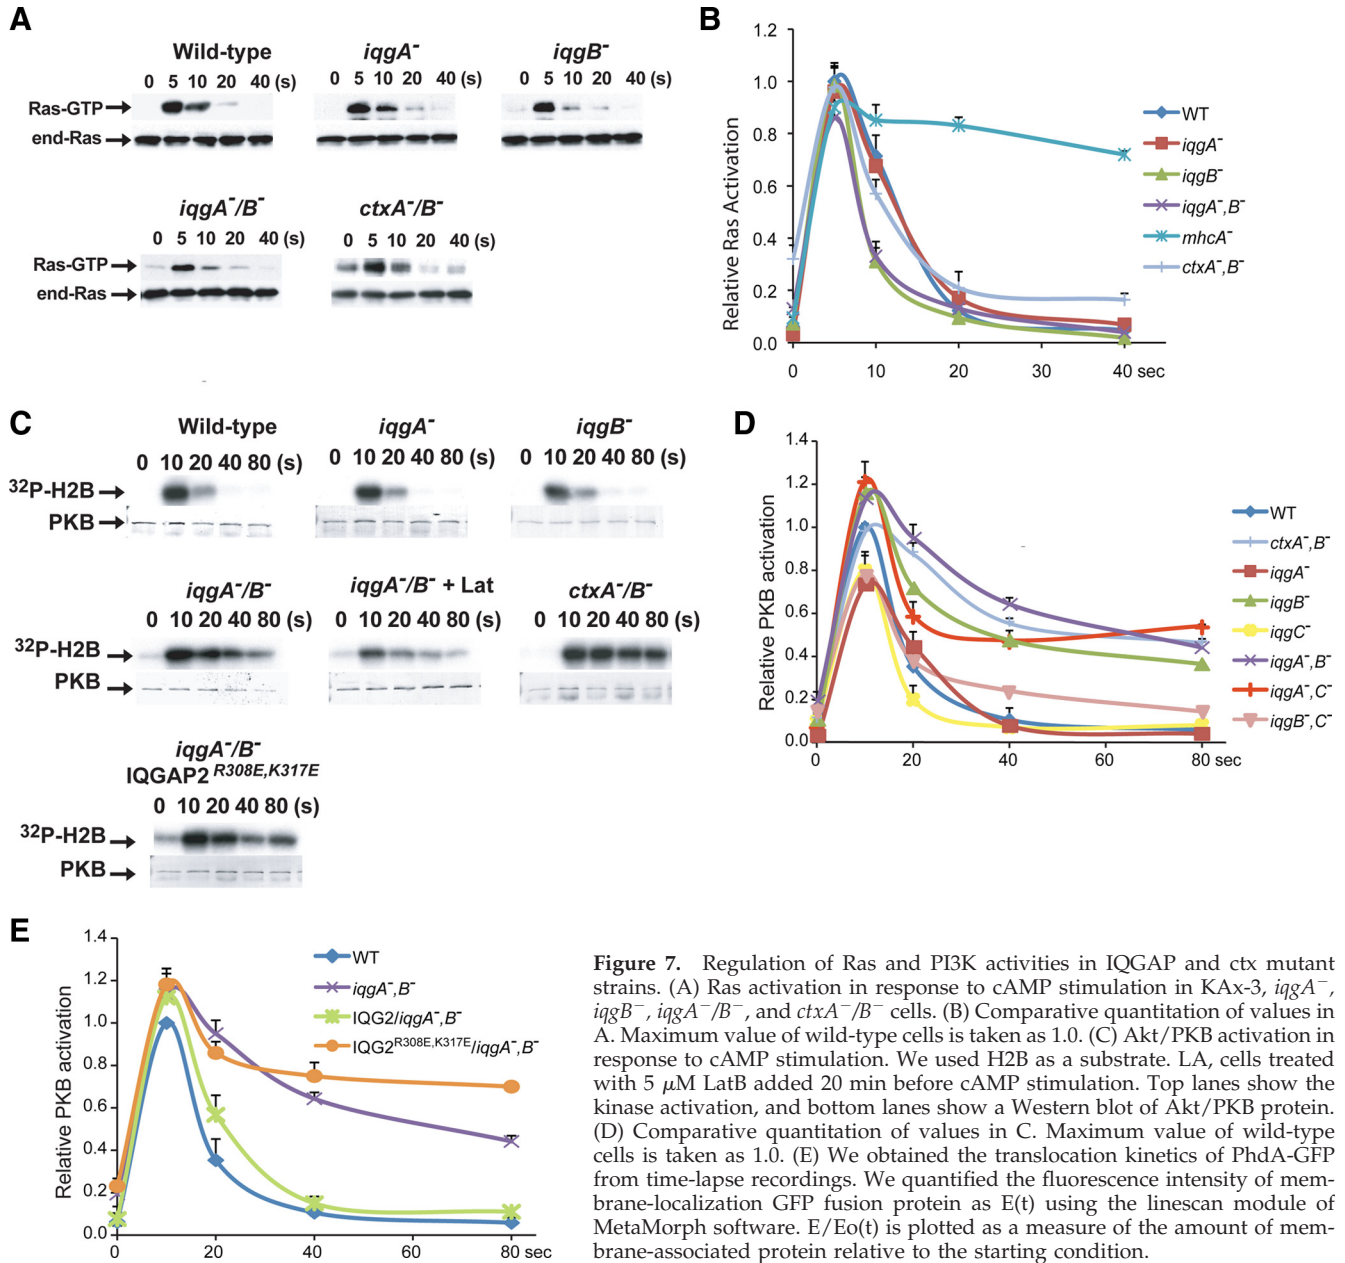 A
Wild-type
iqgA⁻
iqgB⁻
0 5 10 20 40 (s)
0 5 10 20 40 (s)
0 5 10 20 40 (s)
Ras-GTP
end-Ras
iqgA⁻/B⁻
ctxA⁻/B⁻
0 5 10 20 40 (s)
0 5 10 20 40 (s)
Ras-GTP
end-Ras
B
Relative Ras Activation
1.2
1.0
0.8
0.6
0.4
0.2
0.0
0 10 20 30 40 sec
WT
iqgA⁻
iqgB⁻
iqgA⁻,B⁻
mhcA⁻
ctxA⁻,B⁻
C
Wild-type
iqgA⁻
iqgB⁻
0 10 20 40 80 (s)
0 10 20 40 80 (s)
0 10 20 40 80 (s)
³²P-H2B
PKB
iqgA⁻/B⁻
iqgA⁻/B⁻ + Lat
ctxA⁻/B⁻
0 10 20 40 80 (s)
0 10 20 40 80 (s)
0 10 20 40 80 (s)
³²P-H2B
PKB
iqgA⁻/B⁻
IQGAP2 R308E,K317E
0 10 20 40 80 (s)
³²P-H2B
PKB
D
Relative PKB activation
1.4
1.2
1.0
0.8
0.6
0.4
0.2
0.0
0 20 40 60 80 sec
WT
ctxA⁻,B⁻
iqgA⁻
iqgB⁻
iqgC⁻
iqgA⁻,B⁻
iqgA⁻,C⁻
iqgB⁻,C⁻
E
Relative PKB activation
1.4
1.2
1.0
0.8
0.6
0.4
0.2
0.0
0 20 40 60 80 sec
WT
iqgA⁻,B⁻
IQG2/iqgA⁻,B⁻
IQG2 R308E,K317E/iqgA⁻,B⁻
Figure 7. Regulation of Ras and PI3K activities in IQGAP and ctx mutant
strains. (A) Ras activation in response to cAMP stimulation in KAx-3, iqgA⁻,
iqgB⁻, iqgA⁻/B⁻, and ctxA⁻/B⁻ cells. (B) Comparative quantitation of values in
A. Maximum value of wild-type cells is taken as 1.0. (C) Akt/PKB activation in
response to cAMP stimulation. We used H2B as a substrate. LA, cells treated
with 5 μM LatB added 20 min before cAMP stimulation. Top lanes show the
kinase activation, and bottom lanes show a Western blot of Akt/PKB protein.
(D) Comparative quantitation of values in C. Maximum value of wild-type
cells is taken as 1.0. (E) We obtained the translocation kinetics of PhdA-GFP
from time-lapse recordings. We quantified the fluorescence intensity of mem-
brane-localization GFP fusion protein as E(t) using the linescan module of
MetaMorph software. E/Eo(t) is plotted as a measure of the amount of mem-
brane-associated protein relative to the starting condition.